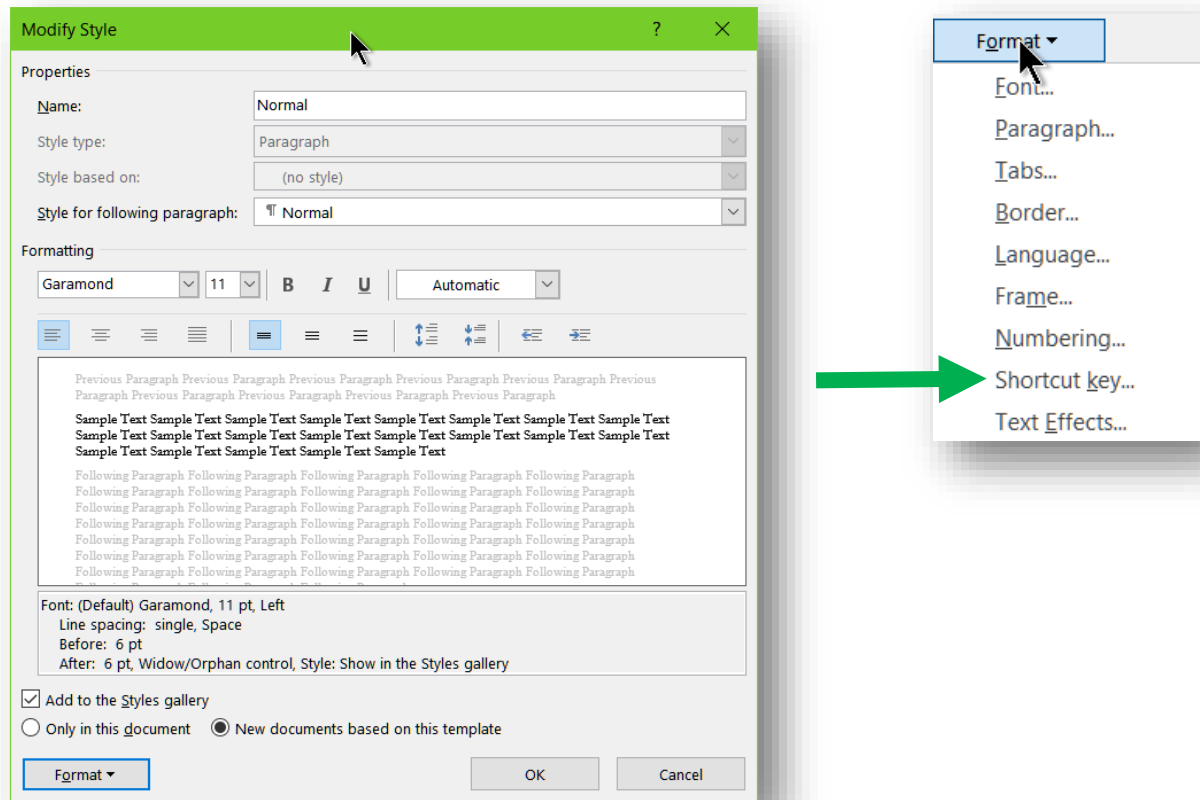 Modify Style
?
Properties
Name:
Normal
Style type:
Paragraph
Style based on:
(no style)
Style for following paragraph:
¶ Normal
Formatting
Garamond
11
B I U
Automatic
Previous Paragraph Previous Paragraph Previous Paragraph Previous Paragraph Previous Paragraph Previous
Paragraph Previous Paragraph Previous Paragraph Previous Paragraph Previous Paragraph
Sample Text Sample Text Sample Text Sample Text Sample Text Sample Text Sample Text Sample Text
Sample Text Sample Text Sample Text Sample Text Sample Text Sample Text Sample Text Sample Text
Sample Text Sample Text Sample Text Sample Text Sample Text
Following Paragraph Following Paragraph Following Paragraph Following Paragraph Following Paragraph
Following Paragraph Following Paragraph Following Paragraph Following Paragraph Following Paragraph
Following Paragraph Following Paragraph Following Paragraph Following Paragraph Following Paragraph
Following Paragraph Following Paragraph Following Paragraph Following Paragraph Following Paragraph
Following Paragraph Following Paragraph Following Paragraph Following Paragraph Following Paragraph
Following Paragraph Following Paragraph Following Paragraph Following Paragraph Following Paragraph
Following Paragraph Following Paragraph Following Paragraph Following Paragraph Following Paragraph
Font: (Default) Garamond, 11 pt, Left
Line spacing: single, Space
Before: 6 pt
After: 6 pt, Widow/Orphan control, Style: Show in the Styles gallery
Add to the Styles gallery
Only in this document
New documents based on this template
Format
OK
Cancel
Format
Font...
Paragraph...
Tabs...
Border...
Language...
Frame...
Numbering...
Shortcut key...
Text Effects...